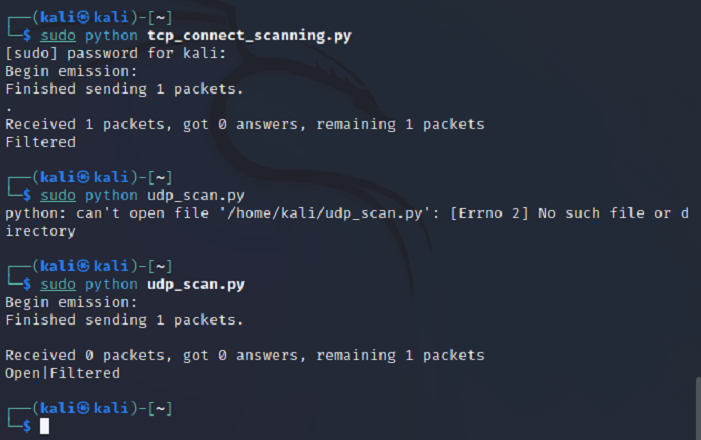 ┌──(kali㉿kali)-[~]
└─$ sudo python tcp_connect_scanning.py
[sudo] password for kali:
Begin emission:
Finished sending 1 packets.
.
Received 1 packets, got 0 answers, remaining 1 packets
Filtered
┌──(kali㉿kali)-[~]
└─$ sudo python udp_scan.py
python: can't open file '/home/kali/udp_scan.py': [Errno 2] No such file or d
irectory
┌──(kali㉿kali)-[~]
└─$ sudo python udp_scan.py
Begin emission:
Finished sending 1 packets.
Received 0 packets, got 0 answers, remaining 1 packets
Open|Filtered
┌──(kali㉿kali)-[~]
└─$